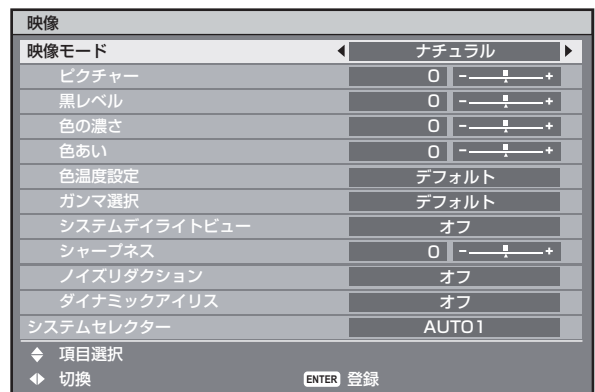 映像
映像モード ナチュラル
ピクチャー 0 - +
黒レベル 0 - +
色の濃さ 0 - +
色あい 0 - +
色温度設定 デフォルト
ガンマ選択 デフォルト
システムデイライトビュー オフ
シャープネス 0 - +
ノイズリダクション オフ
ダイナミックアイリス オフ
システムセレクター AUTO1
項目選択
切換 ENTER 登録